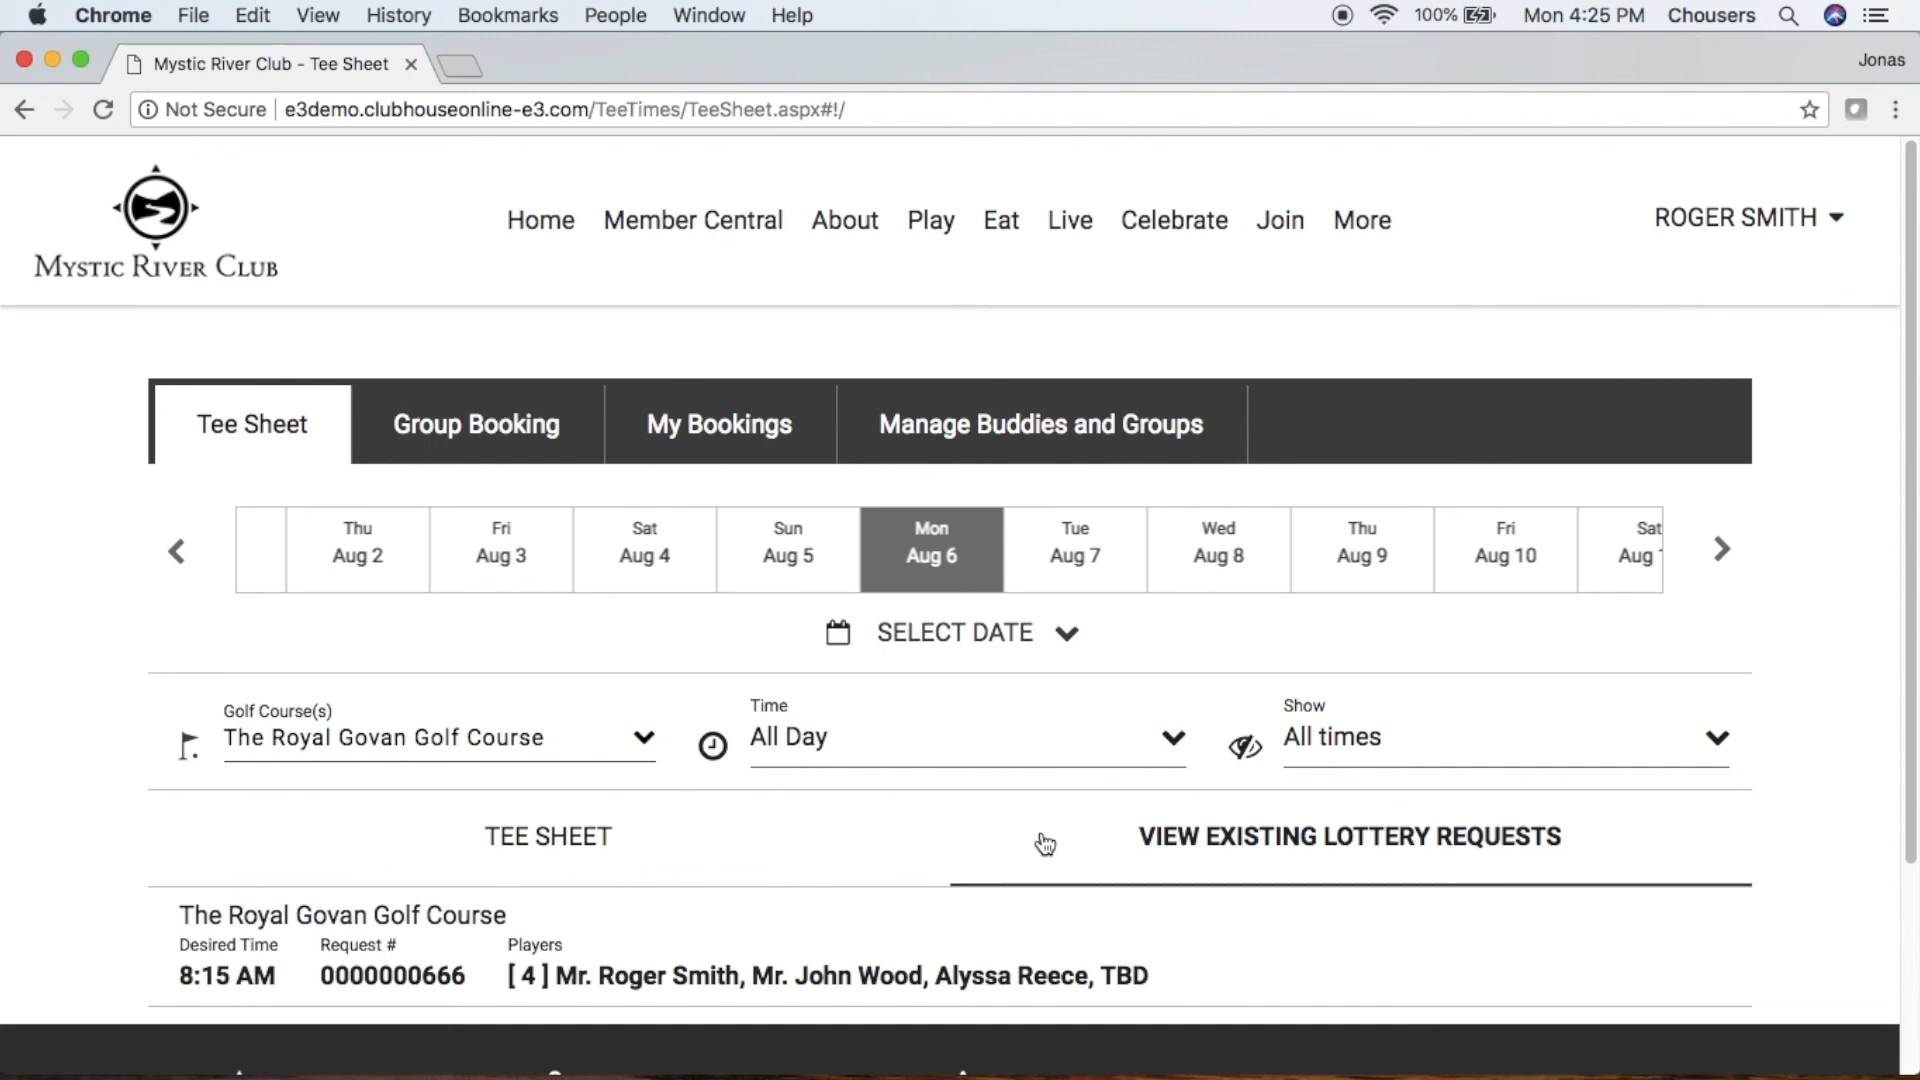 Chrome File Edit View History Bookmarks People Window Help 100% Mon 4:25 PM Chousers
Mystic River Club - Tee Sheet Jonas
Not Secure e3demo.clubhouseonline-e3.com/TeeTimes/TeeSheet.aspx#!/
Mystic River Club
Home Member Central About Play Eat Live Celebrate Join More
ROGER SMITH
Tee Sheet Group Booking My Bookings Manage Buddies and Groups
Thu Fri Sat Sun Mon Tue Wed Thu Fri Sat
Aug 2 Aug 3 Aug 4 Aug 5 Aug 6 Aug 7 Aug 8 Aug 9 Aug 10 Aug
SELECT DATE
Golf Course(s) Time Show
The Royal Govan Golf Course All Day All times
TEE SHEET VIEW EXISTING LOTTERY REQUESTS
The Royal Govan Golf Course
Desired Time Request # Players
8:15 AM 0000000666 [ 4 ] Mr. Roger Smith, Mr. John Wood, Alyssa Reece, TBD